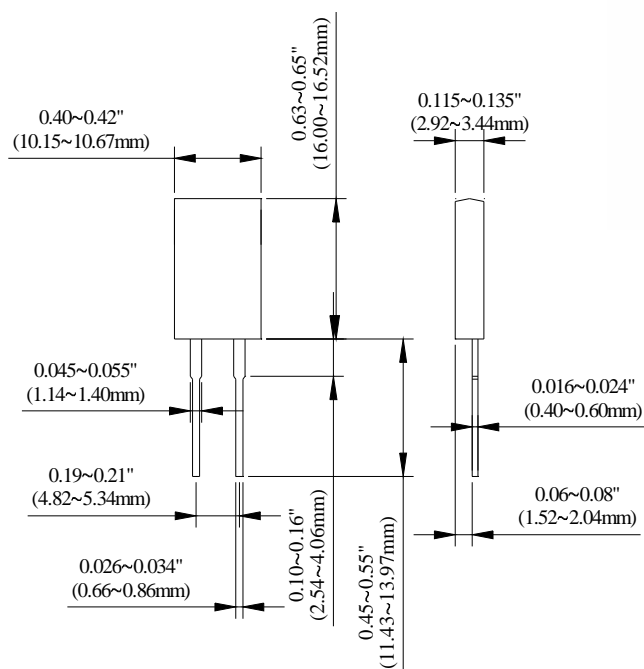 0.63~0.65"
(16.00~16.52mm)
0.40~0.42"
(10.15~10.67mm)
0.115~0.135"
(2.92~3.44mm)
0.045~0.055"
(1.14~1.40mm)
0.016~0.024"
(0.40~0.60mm)
0.19~0.21"
(4.82~5.34mm)
0.06~0.08"
(1.52~2.04mm)
0.026~0.034"
(0.66~0.86mm)
0.10~0.16"
(2.54~4.06mm)
0.45~0.55"
(11.43~13.97mm)